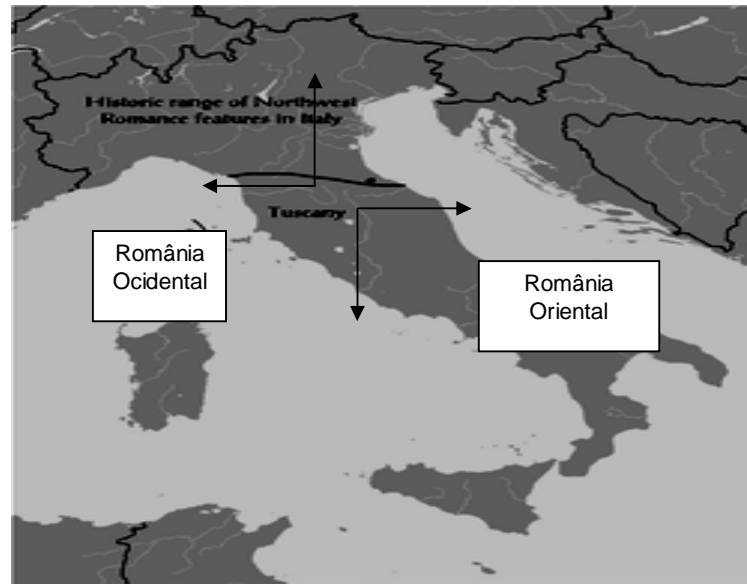 Historic range of Northwest
Romance features in Italy
Tuscany
România
Ocidental
România
Oriental